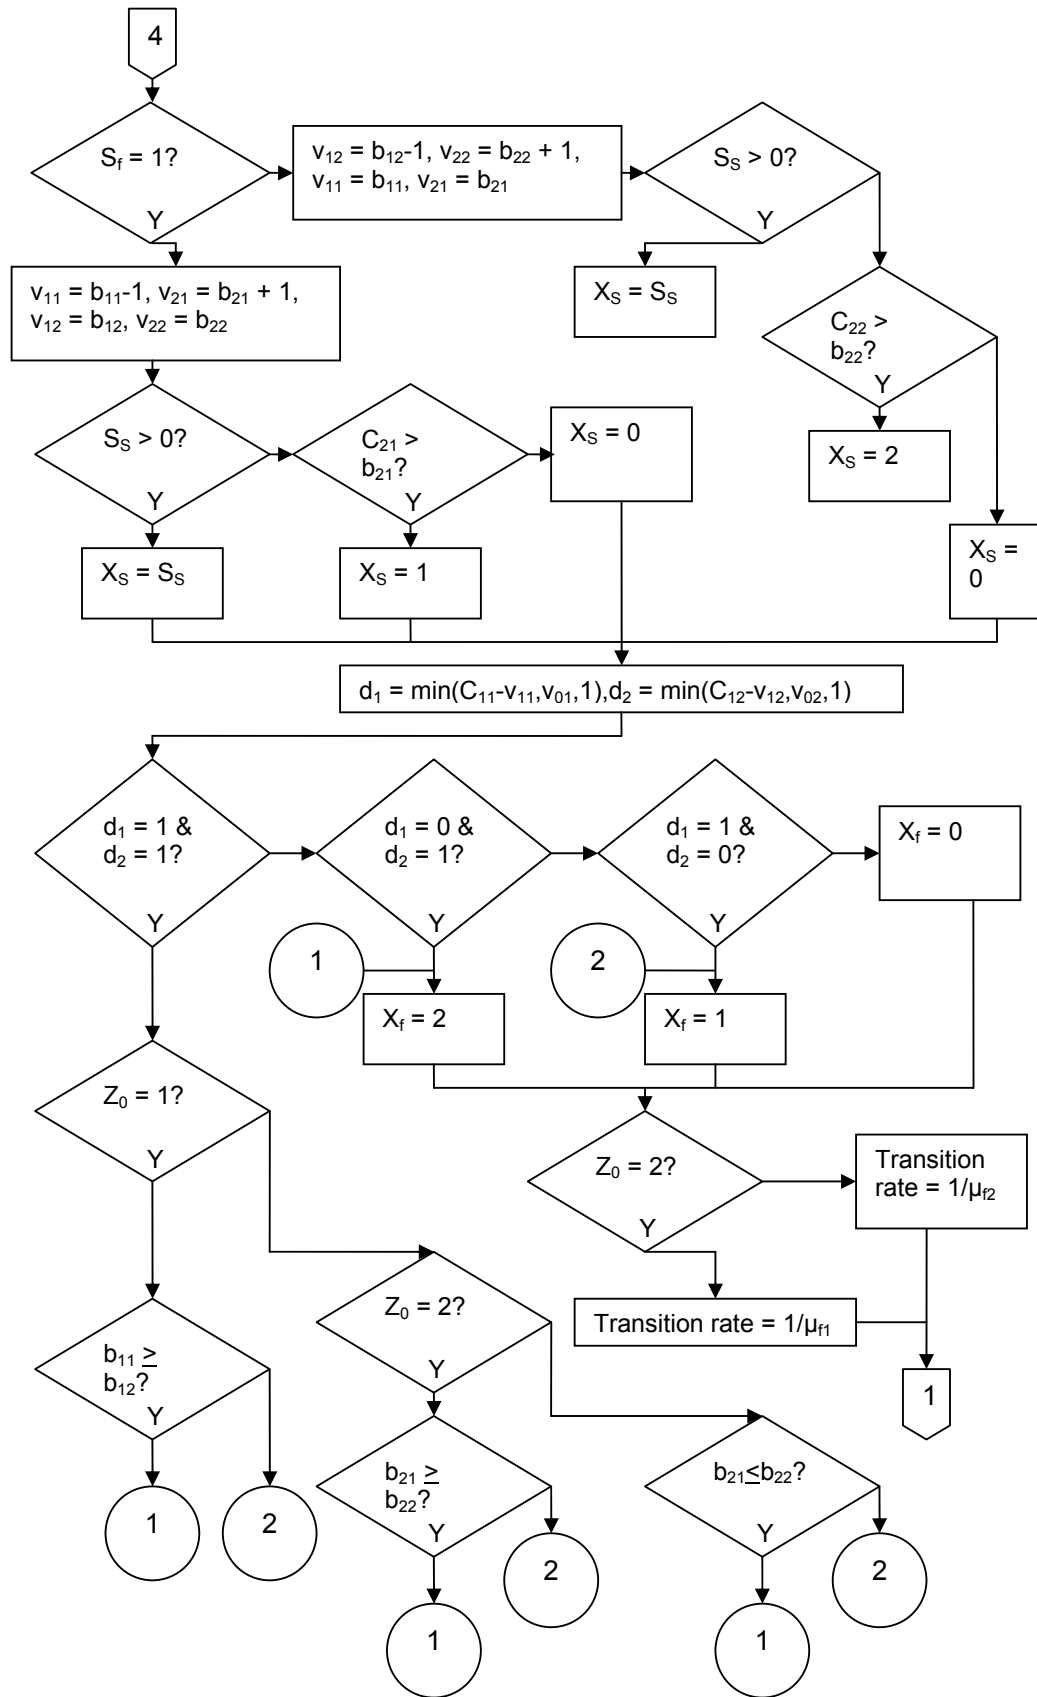 4
S_f = 1?
Y
v_12 = b_12-1, v_22 = b_22 + 1,
v_11 = b_11, v_21 = b_21
S_S > 0?
Y
X_S = S_S
C_22 >
b_22?
Y
X_S = 2
X_S =
0
v_11 = b_11-1, v_21 = b_21 + 1,
v_12 = b_12, v_22 = b_22
S_S > 0?
Y
X_S = S_S
C_21 >
b_21?
Y
X_S = 1
X_S = 0
d_1 = min(C_11-v_11,v_01,1),d_2 = min(C_12-v_12,v_02,1)
d_1 = 1 &
d_2 = 1?
Y
d_1 = 0 &
d_2 = 1?
Y
d_1 = 1 &
d_2 = 0?
Y
X_f = 0
1
X_f = 2
2
X_f = 1
Z_0 = 1?
Y
Z_0 = 2?
Y
Transition
rate = 1/µ_f2
Transition rate = 1/µ_f1
1
b_11 ≥
b_12?
Y
1
2
Z_0 = 2?
Y
b_21 ≥
b_22?
Y
1
2
b_21≤b_22?
Y
1
2